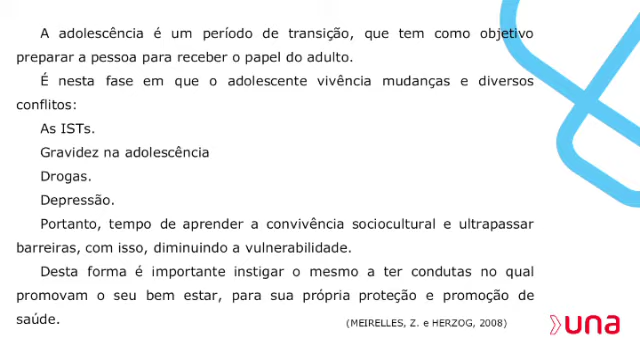 A adolescência é um período de transição, que tem como objetivo
preparar a pessoa para receber o papel do adulto.
É nesta fase em que o adolescente vivência mudanças e diversos
conflitos:
As ISTs.
Gravidez na adolescência
Drogas.
Depressão.
Portanto, tempo de aprender a convivência sociocultural e ultrapassar
barreiras, com isso, diminuindo a vulnerabilidade.
Desta forma é importante instigar o mesmo a ter condutas no qual
promovam o seu bem estar, para sua própria proteção e promoção de
saúde.
(MEIRELLES, Z. e HERZOG, 2008)
una